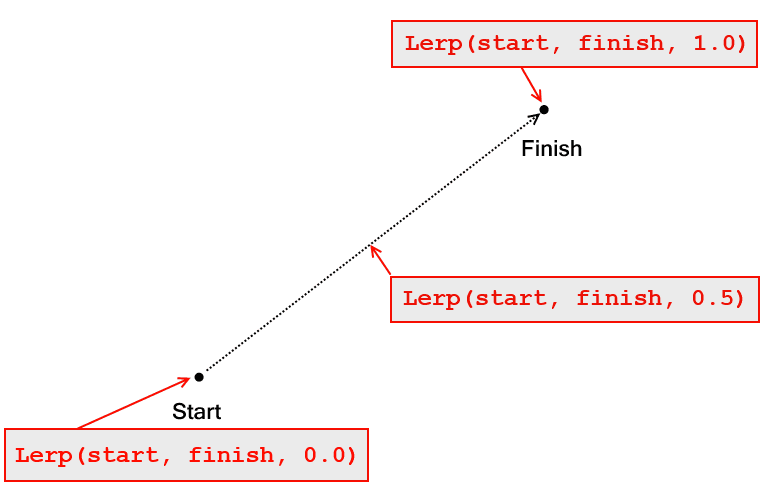 Lerp(start, finish, 1.0)
Finish
Lerp(start, finish, 0.5)
Start
Lerp(start, finish, 0.0)